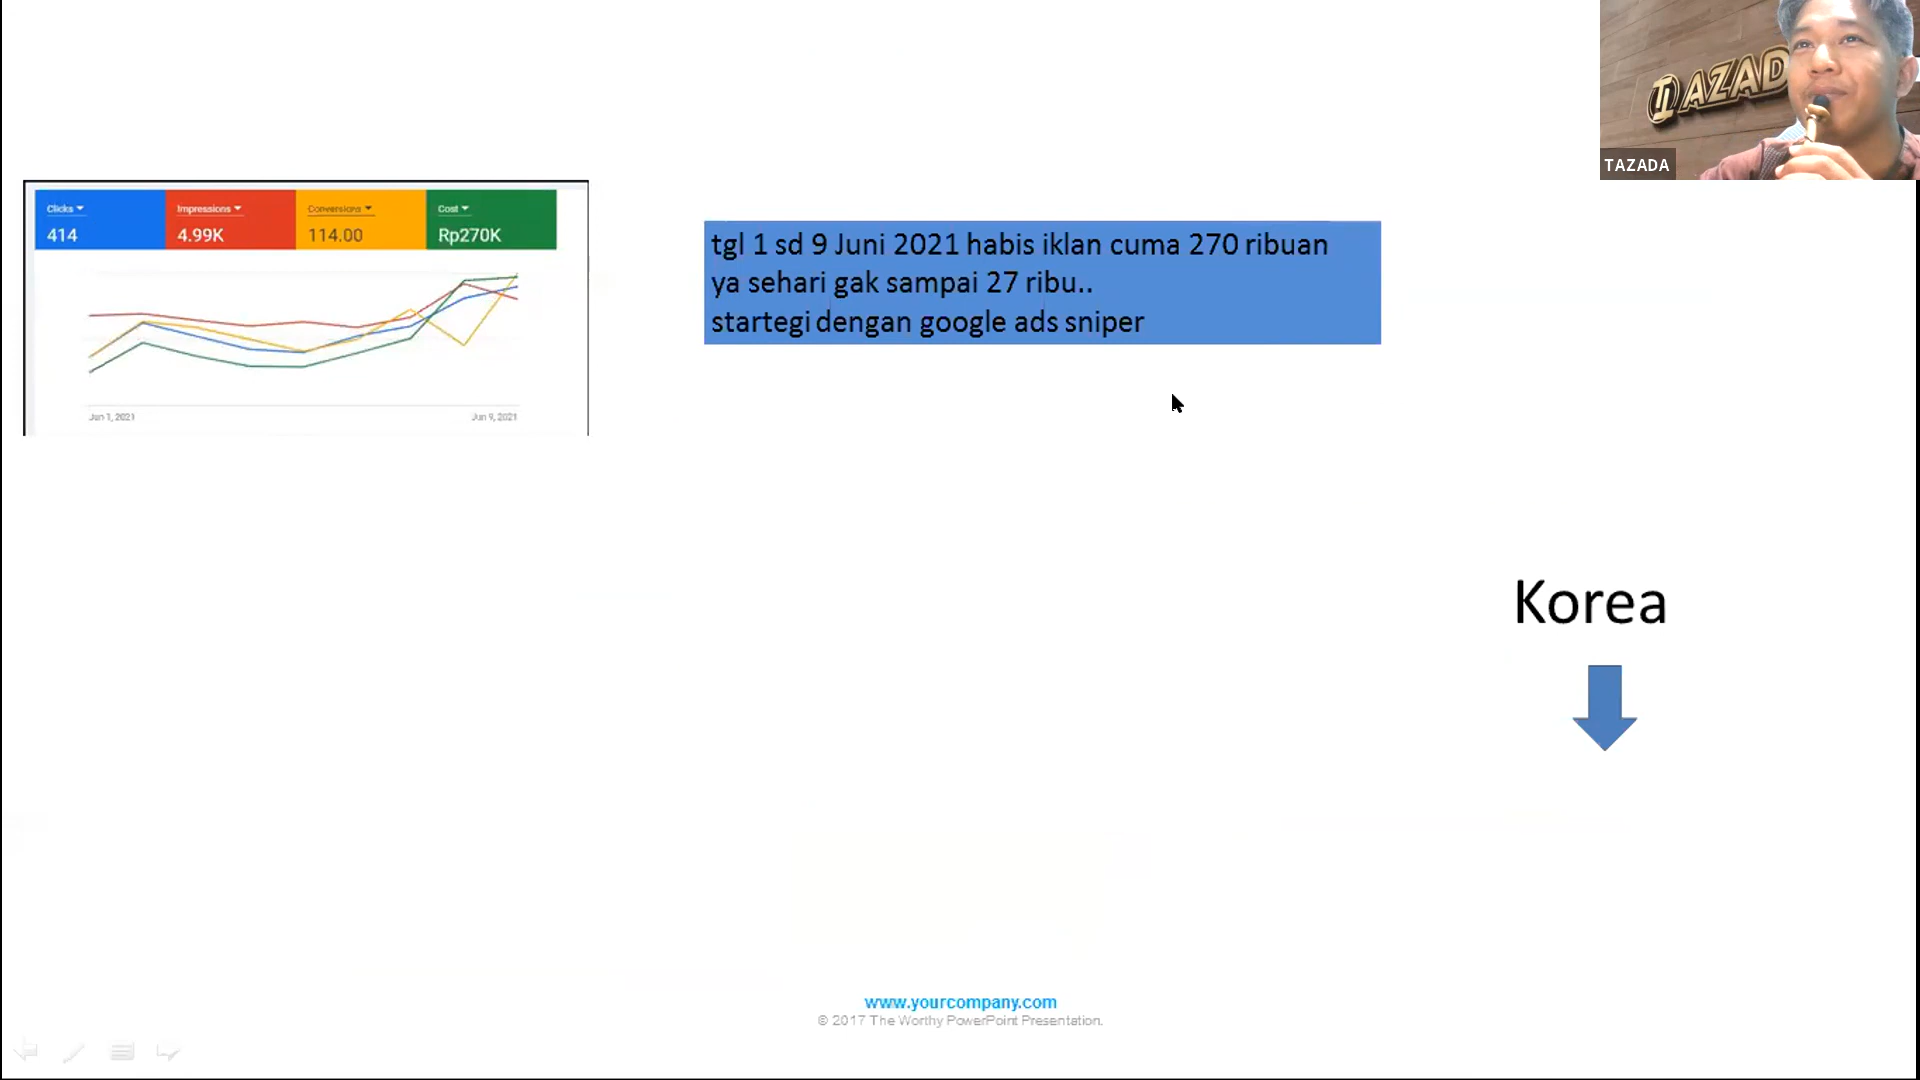 AZAD
TAZADA
Clicks
Impressions
Conversions
Cost
414
4.99K
114.00
Rp270K
Jun 1, 2021
Jun 9, 2021
tgl 1 sd 9 Juni 2021 habis iklan cuma 270 ribuan
ya sehari gak sampai 27 ribu..
startegi dengan google ads sniper
Korea
www.yourcompany.com
© 2017 The Worthy PowerPoint Presentation.